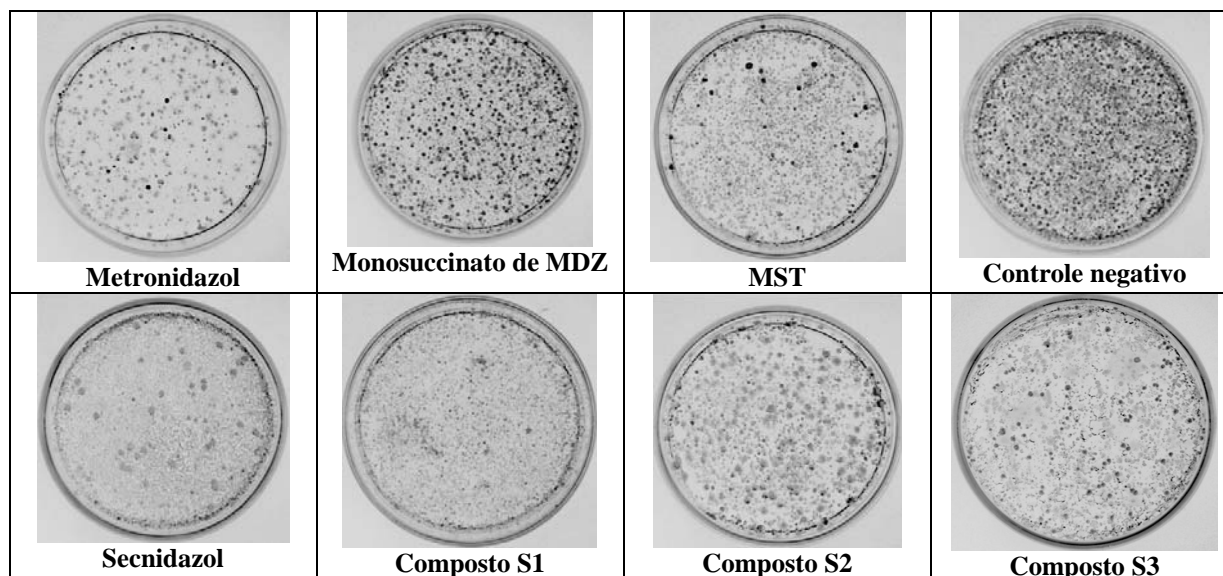 Metronidazol
Monosuccinato de MDZ
MST
Controle negativo
Secnidazol
Composto S1
Composto S2
Composto S3